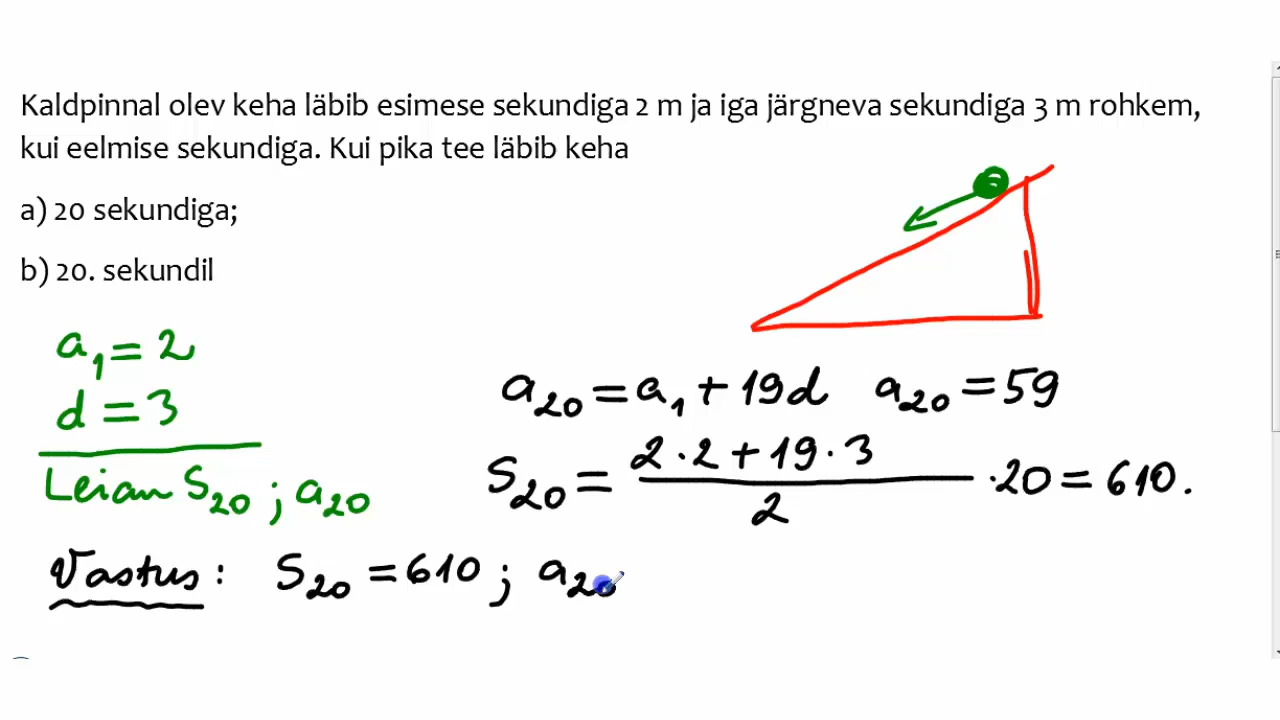 Kaldpinnal olev keha läbib esimese sekundiga 2 m ja iga järgneva sekundiga 3 m rohkem,
kui eelmise sekundiga. Kui pika tee läbib keha
a) 20 sekundiga;
b) 20. sekundil
a₁ = 2
d = 3
Leian S₂₀ ; a₂₀
a₂₀ = a₁ + 19d a₂₀ = 59
S₂₀ = (2 · 2 + 19 · 3) / 2 · 20 = 610.
Vastus: S₂₀ = 610 ; a₂₀